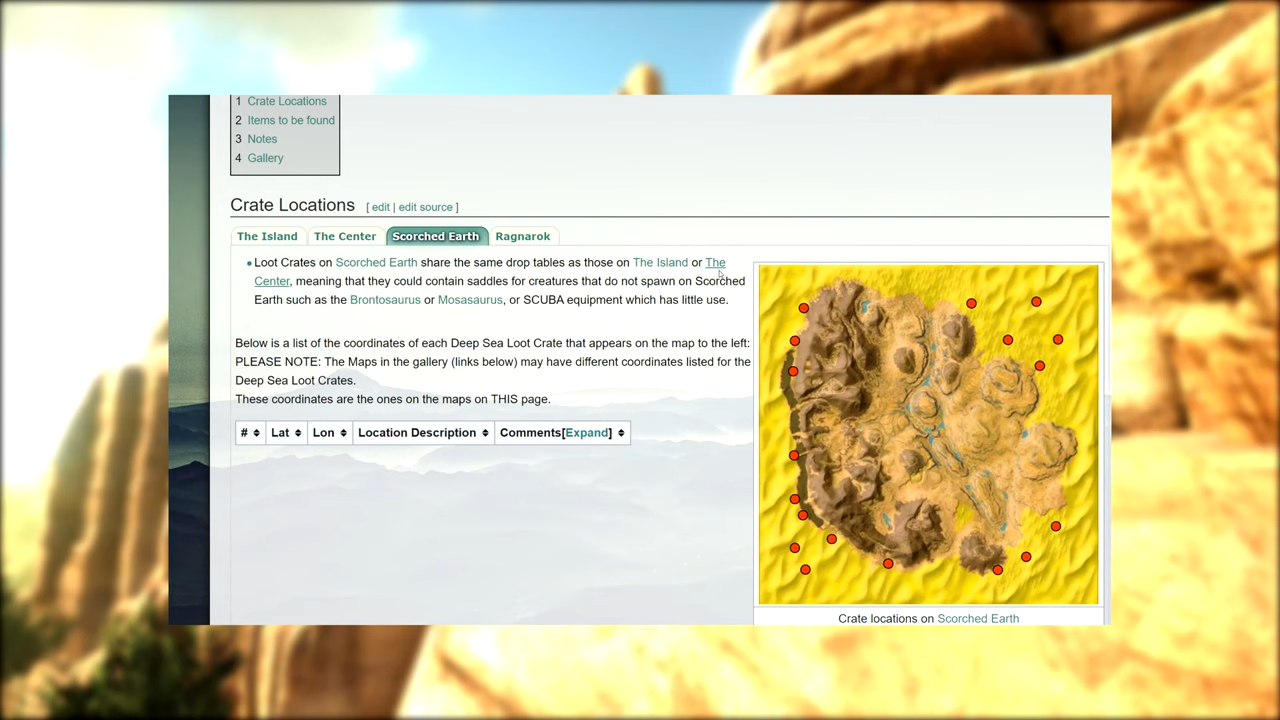 1 Crate Locations
2 Items to be found
3 Notes
4 Gallery
Crate Locations [ edit | edit source ]
The Island The Center Scorched Earth Ragnarok
Loot Crates on Scorched Earth share the same drop tables as those on The Island or The
Center, meaning that they could contain saddles for creatures that do not spawn on Scorched
Earth such as the Brontosaurus or Mosasaurus, or SCUBA equipment which has little use.
Below is a list of the coordinates of each Deep Sea Loot Crate that appears on the map to the left:
PLEASE NOTE: The Maps in the gallery (links below) may have different coordinates listed for the
Deep Sea Loot Crates.
These coordinates are the ones on the maps on THIS page.
# Lat Lon Location Description Comments[Expand]
Crate locations on Scorched Earth